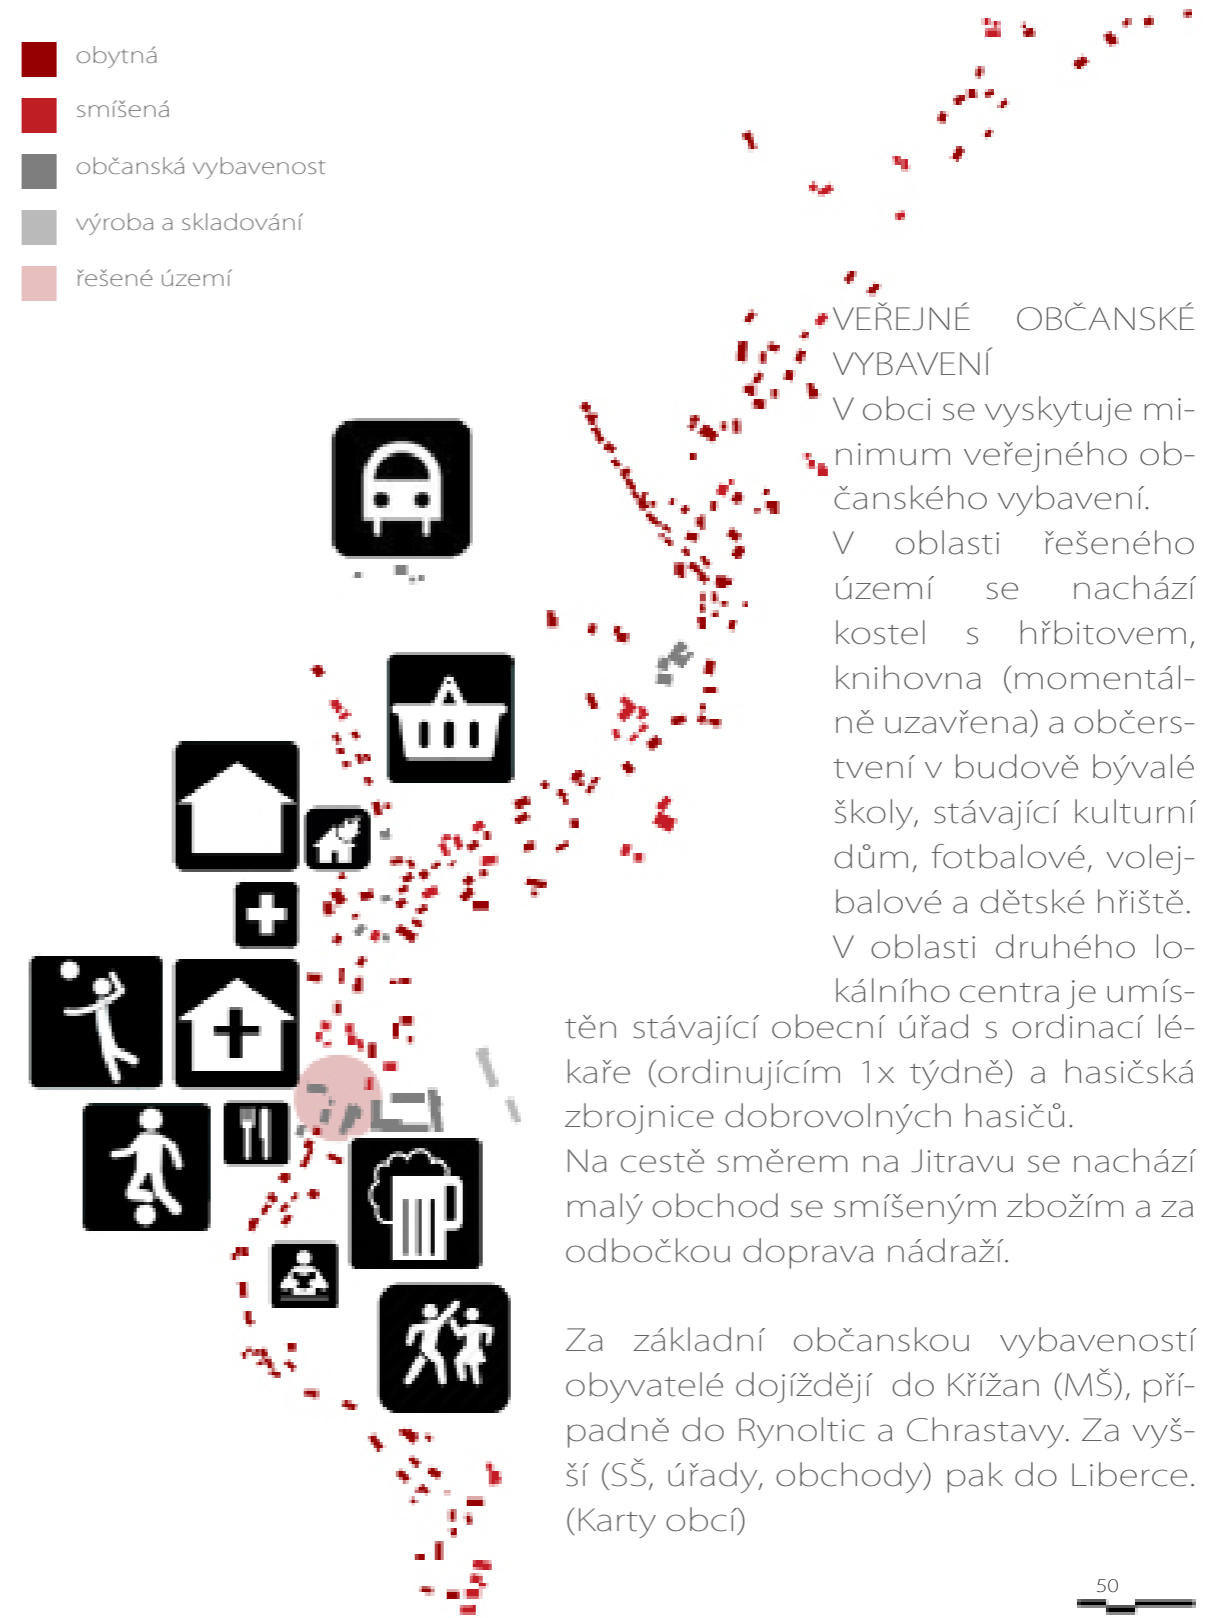 obytná
smíšená
občanská vybavenost
výroba a skladování
řešené území
VEŘEJNÉ OBČANSKÉ
VYBAVENÍ
V obci se vyskytuje mi-
nimum veřejného ob-
čanského vybavení.
V oblasti řešeného
území se nachází
kostel s hřbitovem,
knihovna (momentál-
ně uzavřena) a občers-
tvení v budově bývalé
školy, stávající kulturní
dům, fotbalové, volej-
balové a dětské hřiště.
V oblasti druhého lo-
kálního centra je umís-
těn stávající obecní úřad s ordinací lé-
kaře (ordinujícím 1x týdně) a hasičská
zbrojnice dobrovolných hasičů.
Na cestě směrem na Jitravu se nachází
malý obchod se smíšeným zbožím a za
odbočkou doprava nádraží.
Za základní občanskou vybaveností
obyvatelé dojíždějí do Křížan (MŠ), pří-
padně do Rynoltic a Chrastavy. Za vyš-
ší (SŠ, úřady, obchody) pak do Liberce.
(Karty obcí)
50